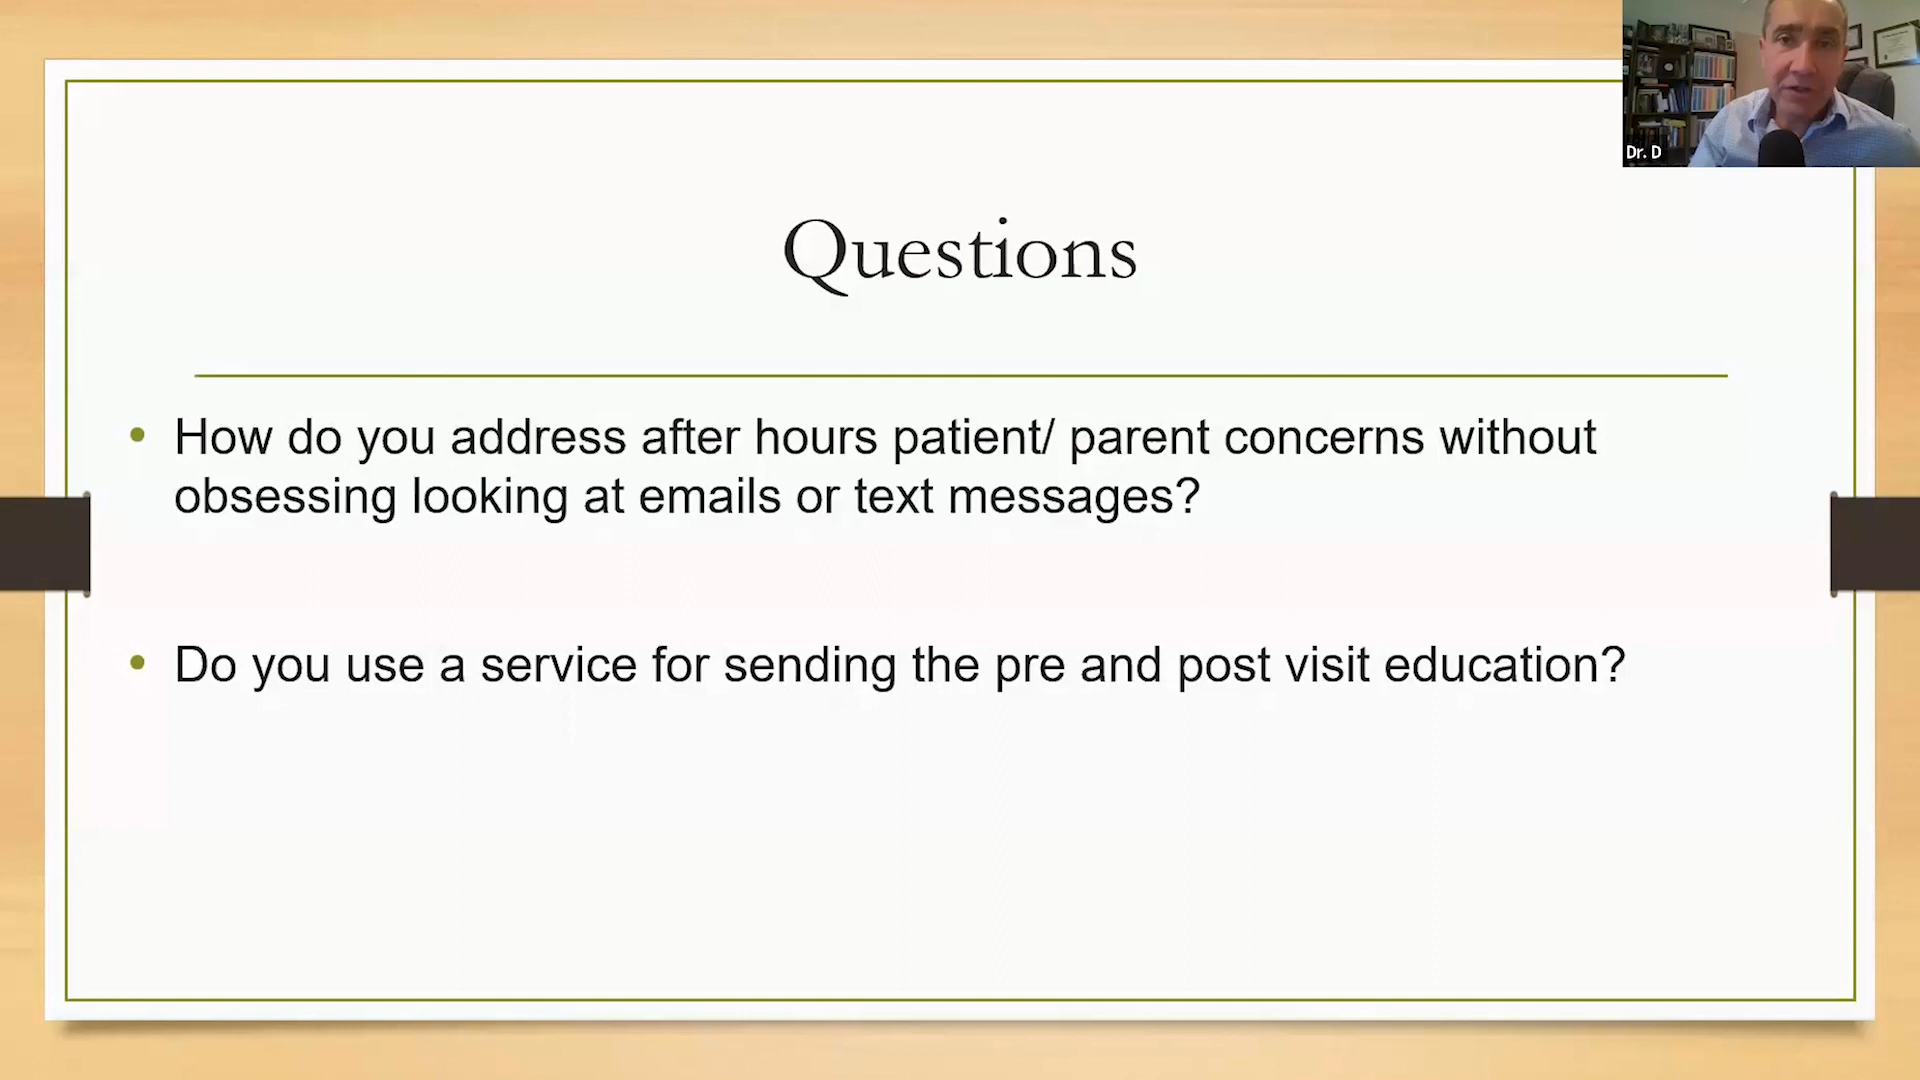 Dr. D
Questions
• How do you address after hours patient/ parent concerns without
obsessing looking at emails or text messages?
• Do you use a service for sending the pre and post visit education?